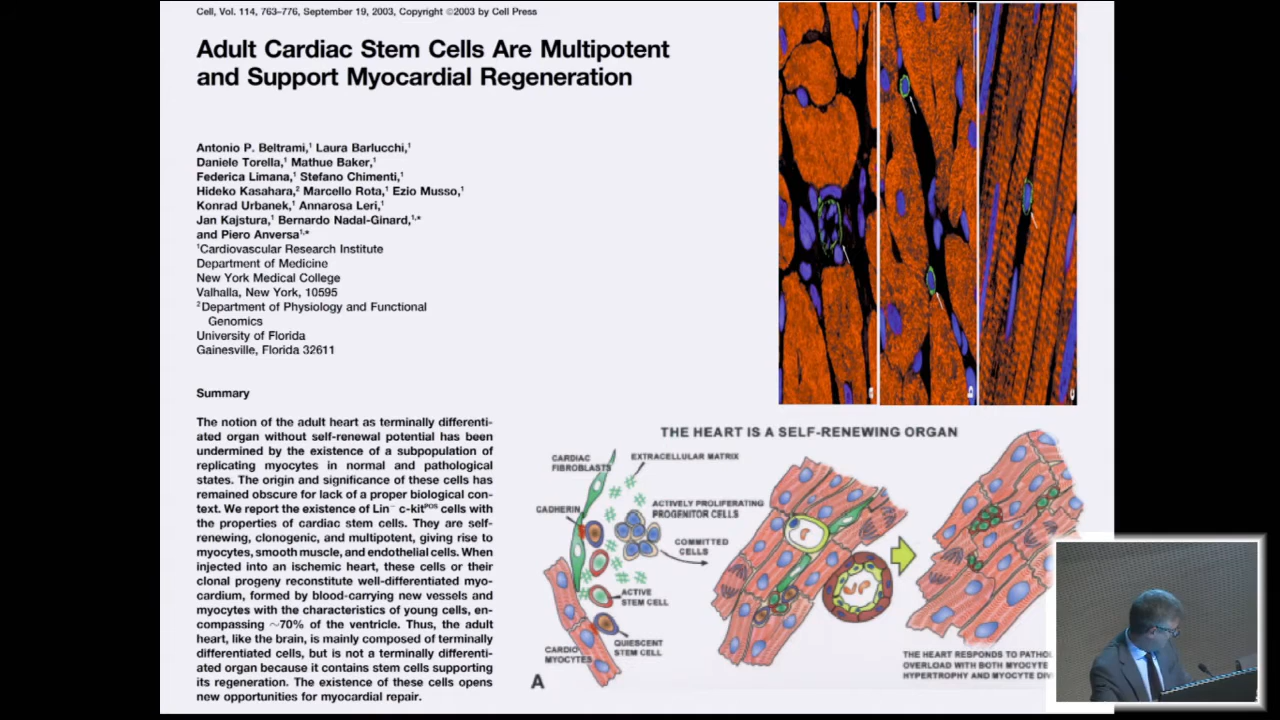 Cell, Vol. 114, 763–776, September 19, 2003, Copyright ©2003 by Cell Press
Adult Cardiac Stem Cells Are Multipotent
and Support Myocardial Regeneration
Antonio P. Beltrami,¹ Laura Barlucchi,¹
Daniele Torella,¹ Mathue Baker,¹
Federica Limana,¹ Stefano Chimenti,¹
Hideko Kasahara,² Marcello Rota,¹ Ezio Musso,¹
Konrad Urbanek,¹ Annarosa Leri,¹
Jan Kajstura,¹ Bernardo Nadal-Ginard,¹,*
and Piero Anversa¹,*
¹Cardiovascular Research Institute
Department of Medicine
New York Medical College
Valhalla, New York, 10595
²Department of Physiology and Functional
Genomics
University of Florida
Gainesville, Florida 32611
Summary
The notion of the adult heart as terminally differenti-
ated organ without self-renewal potential has been
undermined by the existence of a subpopulation of
replicating myocytes in normal and pathological
states. The origin and significance of these cells has
remained obscure for lack of a proper biological con-
text. We report the existence of Lin⁻ c-kitᴾᴼˢ cells with
the properties of cardiac stem cells. They are self-
renewing, clonogenic, and multipotent, giving rise to
myocytes, smooth muscle, and endothelial cells. When
injected into an ischemic heart, these cells or their
clonal progeny reconstitute well-differentiated myo-
cardium, formed by blood-carrying new vessels and
myocytes with the characteristics of young cells, en-
compassing ~70% of the ventricle. Thus, the adult
heart, like the brain, is mainly composed of terminally
differentiated cells, but is not a terminally differenti-
ated organ because it contains stem cells supporting
its regeneration. The existence of these cells opens
new opportunities for myocardial repair.
THE HEART IS A SELF-RENEWING ORGAN
CARDIAC
FIBROBLASTS
EXTRACELLULAR MATRIX
CADHERIN
ACTIVELY PROLIFERATING
PROGENITOR CELLS
COMMITTED
CELLS
ACTIVE
STEM CELL
QUIESCENT
STEM CELL
CARDIO
MYOCYTES
A
THE HEART RESPONDS TO PATHOL
OVERLOAD WITH BOTH MYOCYTE
HYPERTROPHY AND MYOCYTE DIV